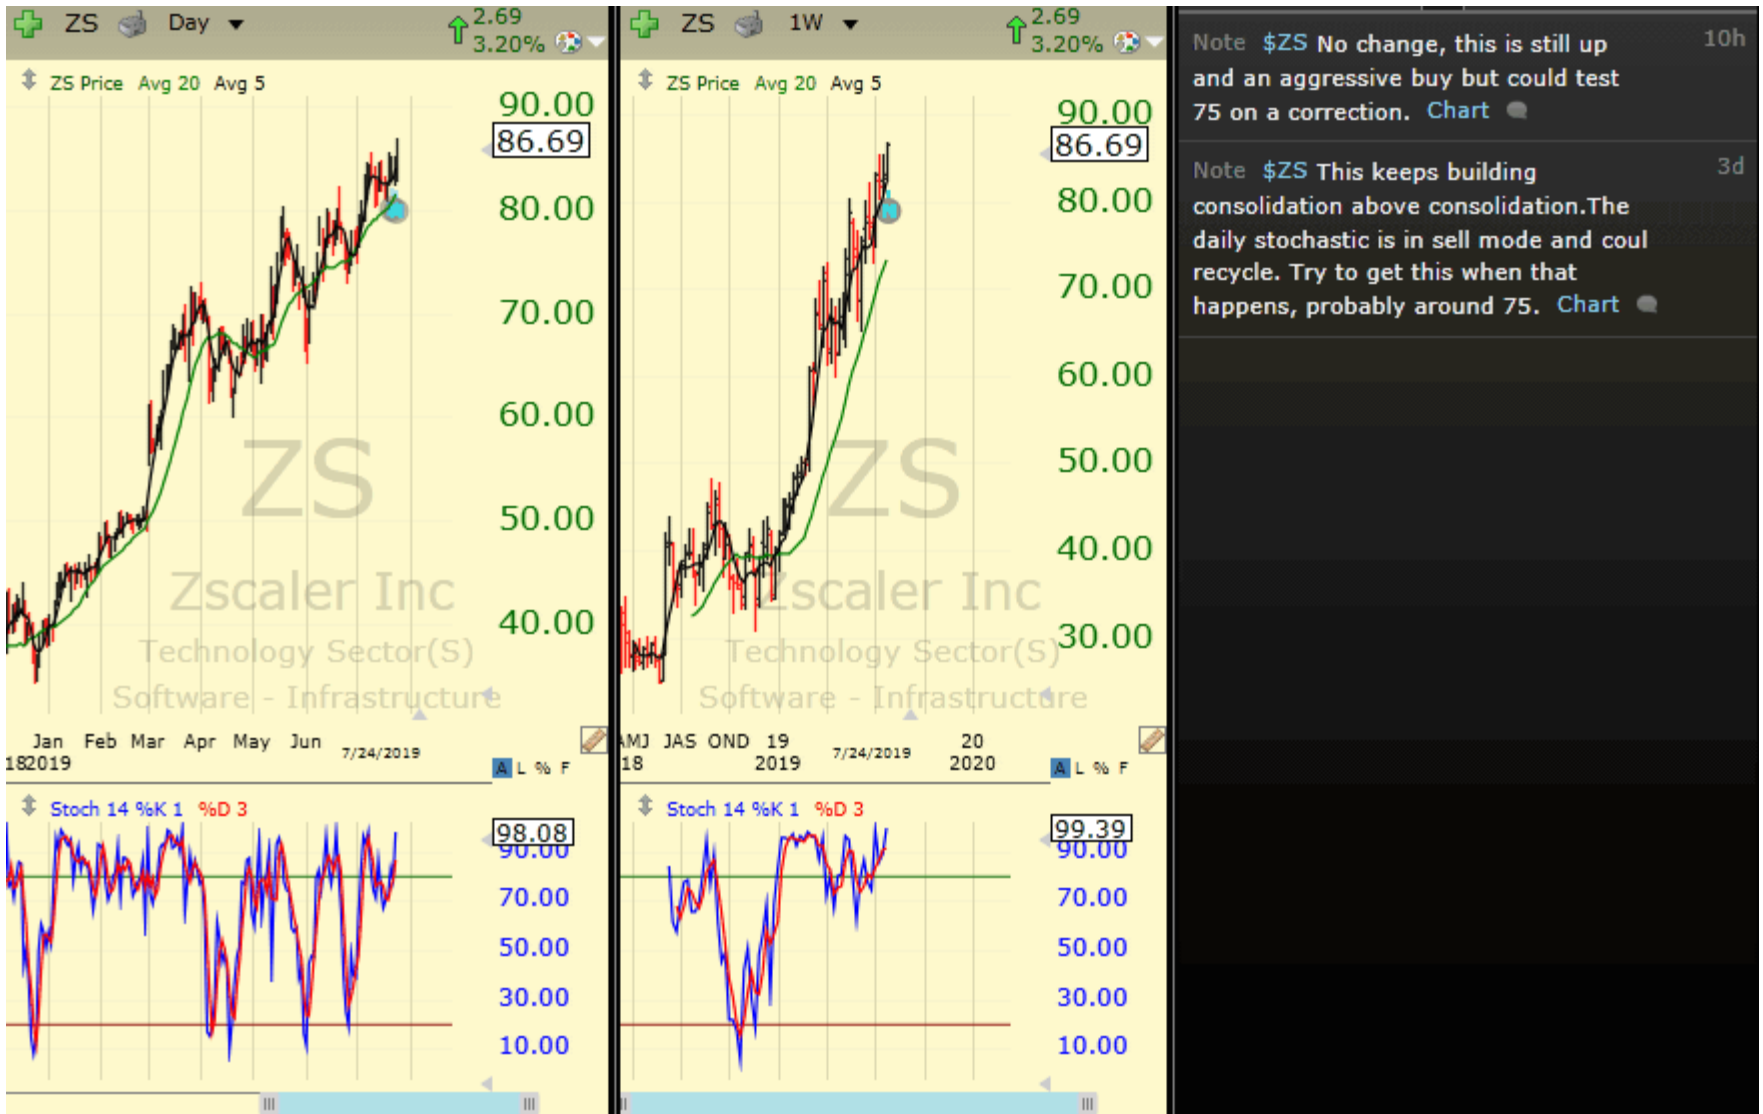 ZS Day 2.69
3.20%
ZS Price Avg 20 Avg 5
90.00
86.69
80.00
70.00
60.00
50.00
40.00
ZS
Zscaler Inc
Technology Sector(S)
Software - Infrastructure
Jan Feb Mar Apr May Jun 7/24/2019
182019
A L % F
Stoch 14 %K 1 %D 3
98.08
90.00
70.00
50.00
30.00
10.00
ZS 1W 2.69
3.20%
ZS Price Avg 20 Avg 5
90.00
86.69
80.00
70.00
60.00
50.00
40.00
30.00
ZS
Zscaler Inc
Technology Sector(S)
Software - Infrastructure
AMJ JAS OND 19 7/24/2019 20
18 2019 2020
A L % F
Stoch 14 %K 1 %D 3
99.39
90.00
70.00
50.00
30.00
10.00
Note $ZS No change, this is still up 10h
and an aggressive buy but could test
75 on a correction. Chart
Note $ZS This keeps building 3d
consolidation above consolidation.The
daily stochastic is in sell mode and coul
recycle. Try to get this when that
happens, probably around 75. Chart